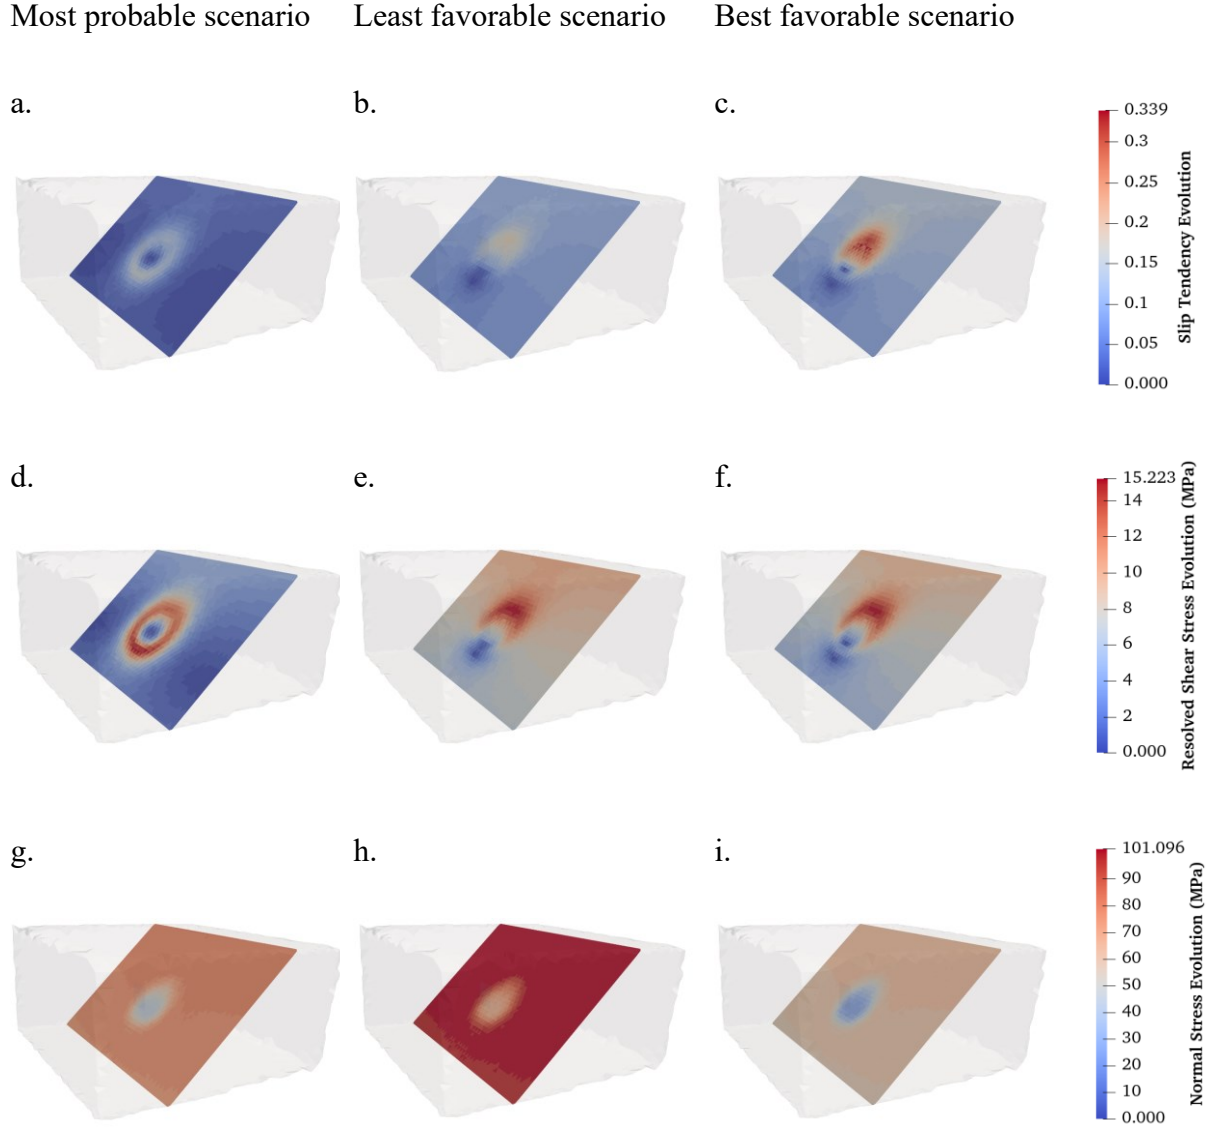 Most probable scenario
Least favorable scenario
Best favorable scenario
a.
b.
c.
0.339
0.3
0.25
0.2
0.15
0.1
0.05
0.000
Slip Tendency Evolution
d.
e.
f.
15.223
14
12
10
8
6
4
2
0.000
Resolved Shear Stress Evolution (MPa)
g.
h.
i.
101.096
90
80
70
60
50
40
30
20
10
0.000
Normal Stress Evolution (MPa)